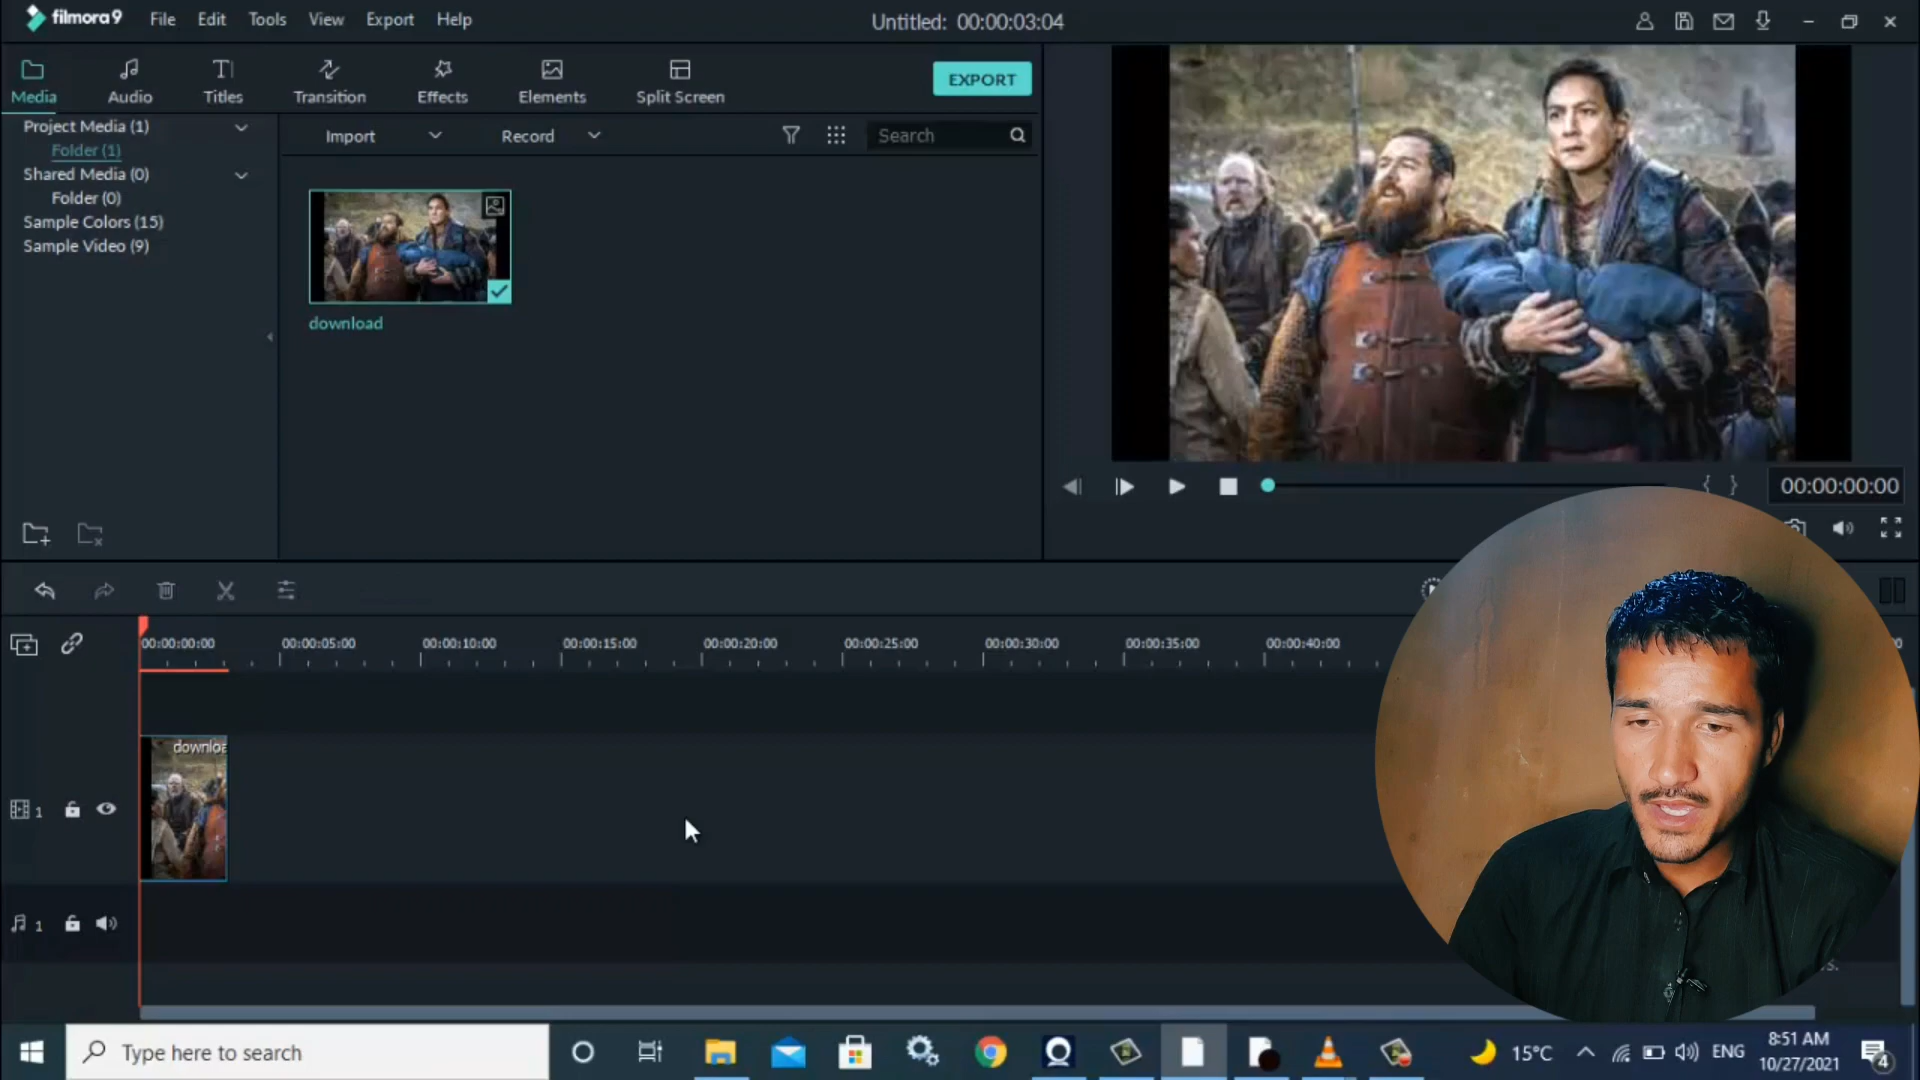 filmora9 File Edit Tools View Export Help
Untitled: 00:00:03:04
Media Audio Titles Transition Effects Elements Split Screen
EXPORT
Project Media (1)
Folder (1)
Shared Media (0)
Folder (0)
Sample Colors (15)
Sample Video (9)
Import Record Search
download
00:00:00:00
00:00:00:00 00:00:05:00 00:00:10:00 00:00:15:00 00:00:20:00 00:00:25:00 00:00:30:00 00:00:35:00 00:00:40:00
downloa
1
1
Type here to search
15°C ENG
8:51 AM
10/27/2021
4